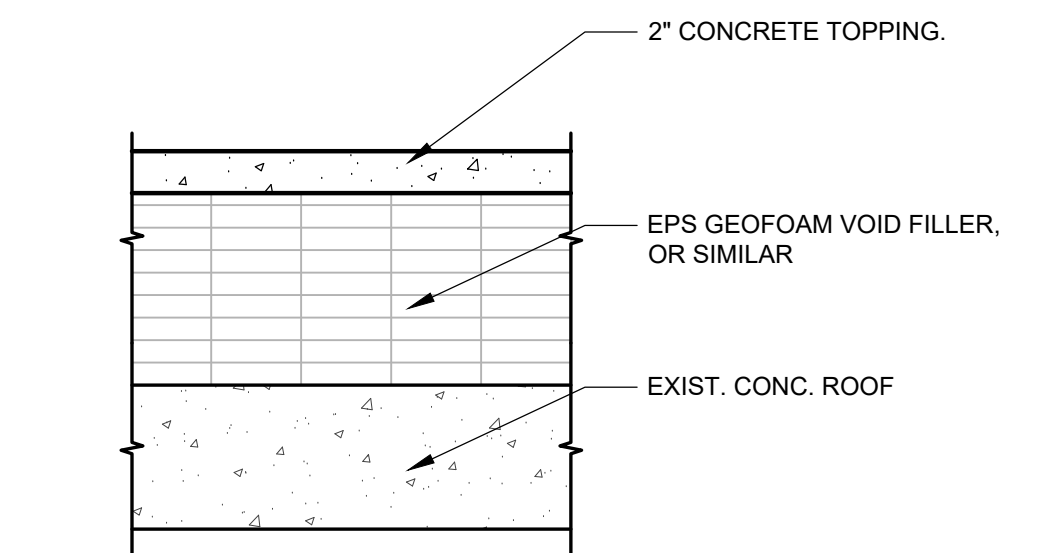 2" CONCRETE TOPPING.
EPS GEOFOAM VOID FILLER,
OR SIMILAR
EXIST. CONC. ROOF